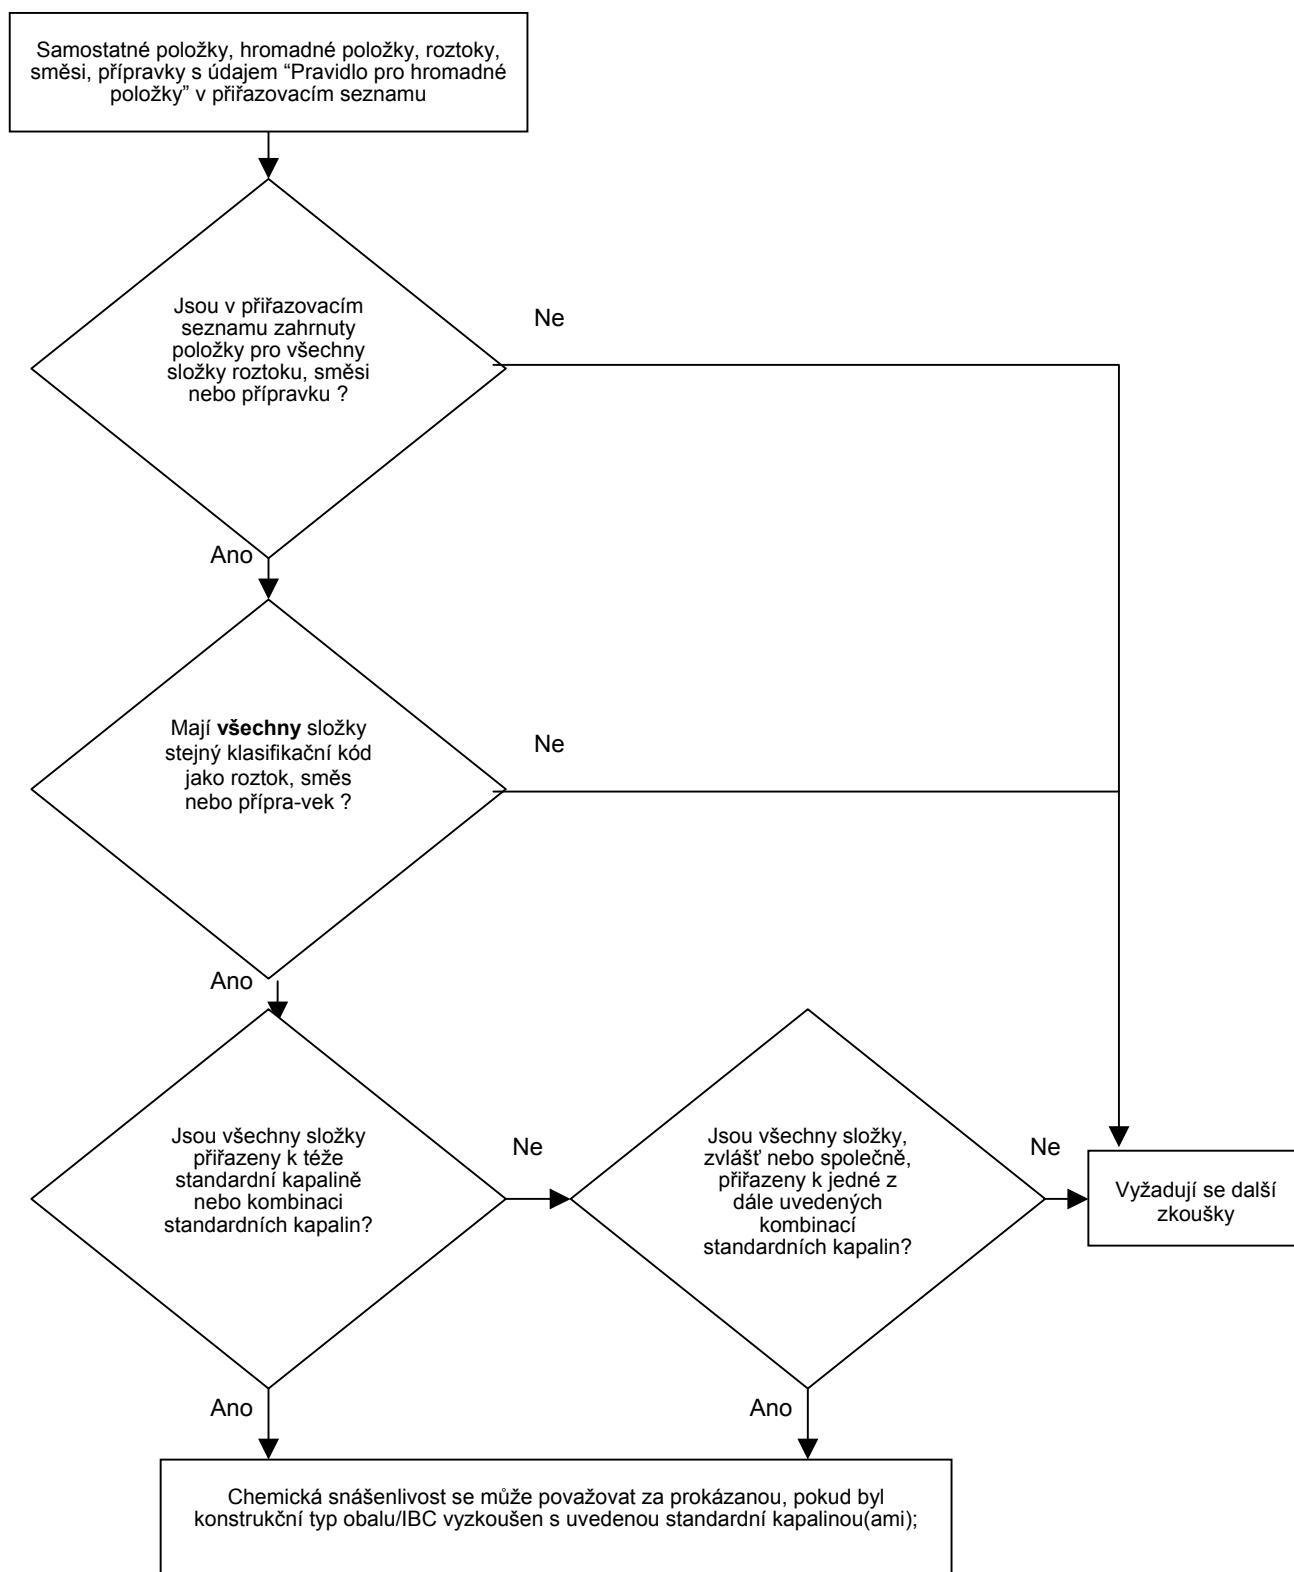 Samostatné položky, hromadné položky, roztoky,
směsi, přípravky s údajem “Pravidlo pro hromadné
položky” v přiřazovacím seznamu
Jsou v přiřazovacím
seznamu zahrnuty
položky pro všechny
složky roztoku, směsi
nebo přípravku ?
Ne
Ano
Mají všechny složky
stejný klasifikační kód
jako roztok, směs
nebo přípra-vek ?
Ne
Ano
Jsou všechny složky
přiřazeny k téže
standardní kapalině
nebo kombinaci
standardních kapalin?
Ne
Jsou všechny složky,
zvlášť nebo společně,
přiřazeny k jedné z
dále uvedených
kombinací
standardních kapalin?
Ne
Vyžadují se další
zkoušky
Ano
Ano
Chemická snášenlivost se může považovat za prokázanou, pokud byl
konstrukční typ obalu/IBC vyzkoušen s uvedenou standardní kapalinou(ami);